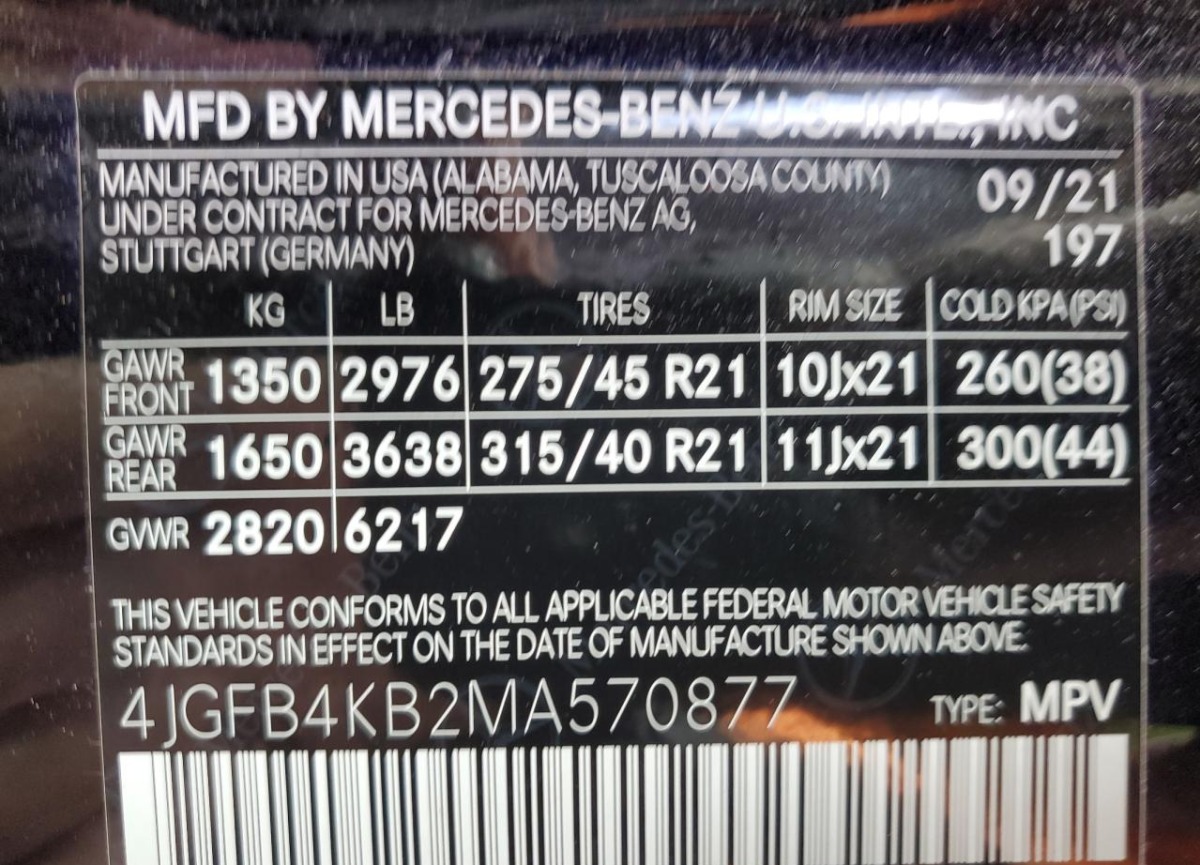 MFD BY MERCEDES-BENZ U.S. INTL., INC
MANUFACTURED IN USA (ALABAMA, TUSCALOOSA COUNTY) 09/21
UNDER CONTRACT FOR MERCEDES-BENZ AG,
STUTTGART (GERMANY) 197
KG LB TIRES RIM SIZE COLD KPA (PSI)
GAWR FRONT 1350 2976 275/45 R21 10Jx21 260(38)
GAWR REAR 1650 3638 315/40 R21 11Jx21 300(44)
GVWR 2820 6217
THIS VEHICLE CONFORMS TO ALL APPLICABLE FEDERAL MOTOR VEHICLE SAFETY
STANDARDS IN EFFECT ON THE DATE OF MANUFACTURE SHOWN ABOVE.
4JGFB4KB2MA570877 TYPE: MPV